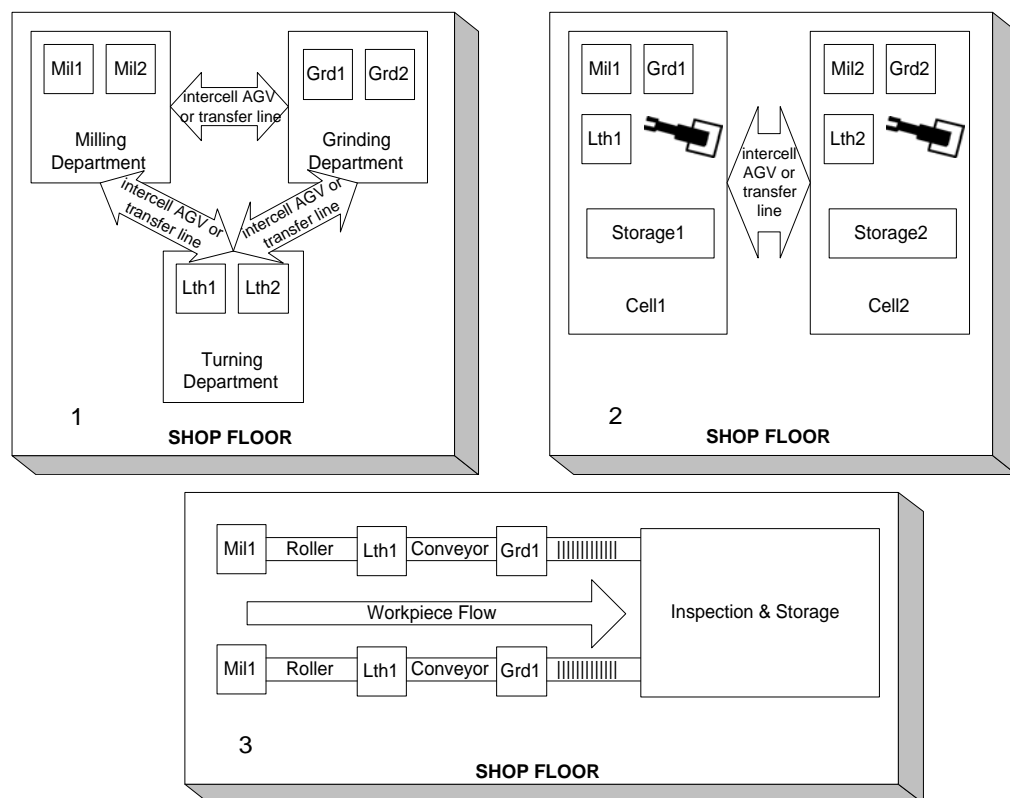 Mil1 Mil2
Milling
Department
intercell AGV
or transfer line
Grd1 Grd2
Grinding
Department
intercell AGV or
transfer line
intercell AGV or
transfer line
Lth1 Lth2
Turning
Department
1
SHOP FLOOR
Mil1 Grd1
Lth1
Storage1
Cell1
intercell
AGV or
transfer
line
Mil2 Grd2
Lth2
Storage2
Cell2
2
SHOP FLOOR
Mil1 Roller Lth1 Conveyor Grd1
Workpiece Flow
Inspection & Storage
Mil1 Roller Lth1 Conveyor Grd1
3
SHOP FLOOR